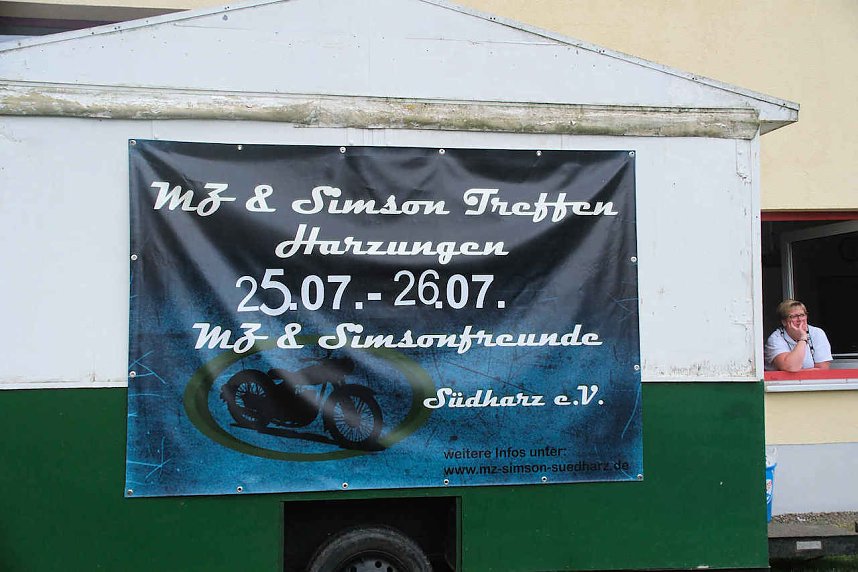 MZ & Simson Treffen
Harzungen
25.07.- 26.07.
MZ & Simsonfreunde
Südharz e.V.
weitere Infos unter:
www.mz-simson-suedharz.de